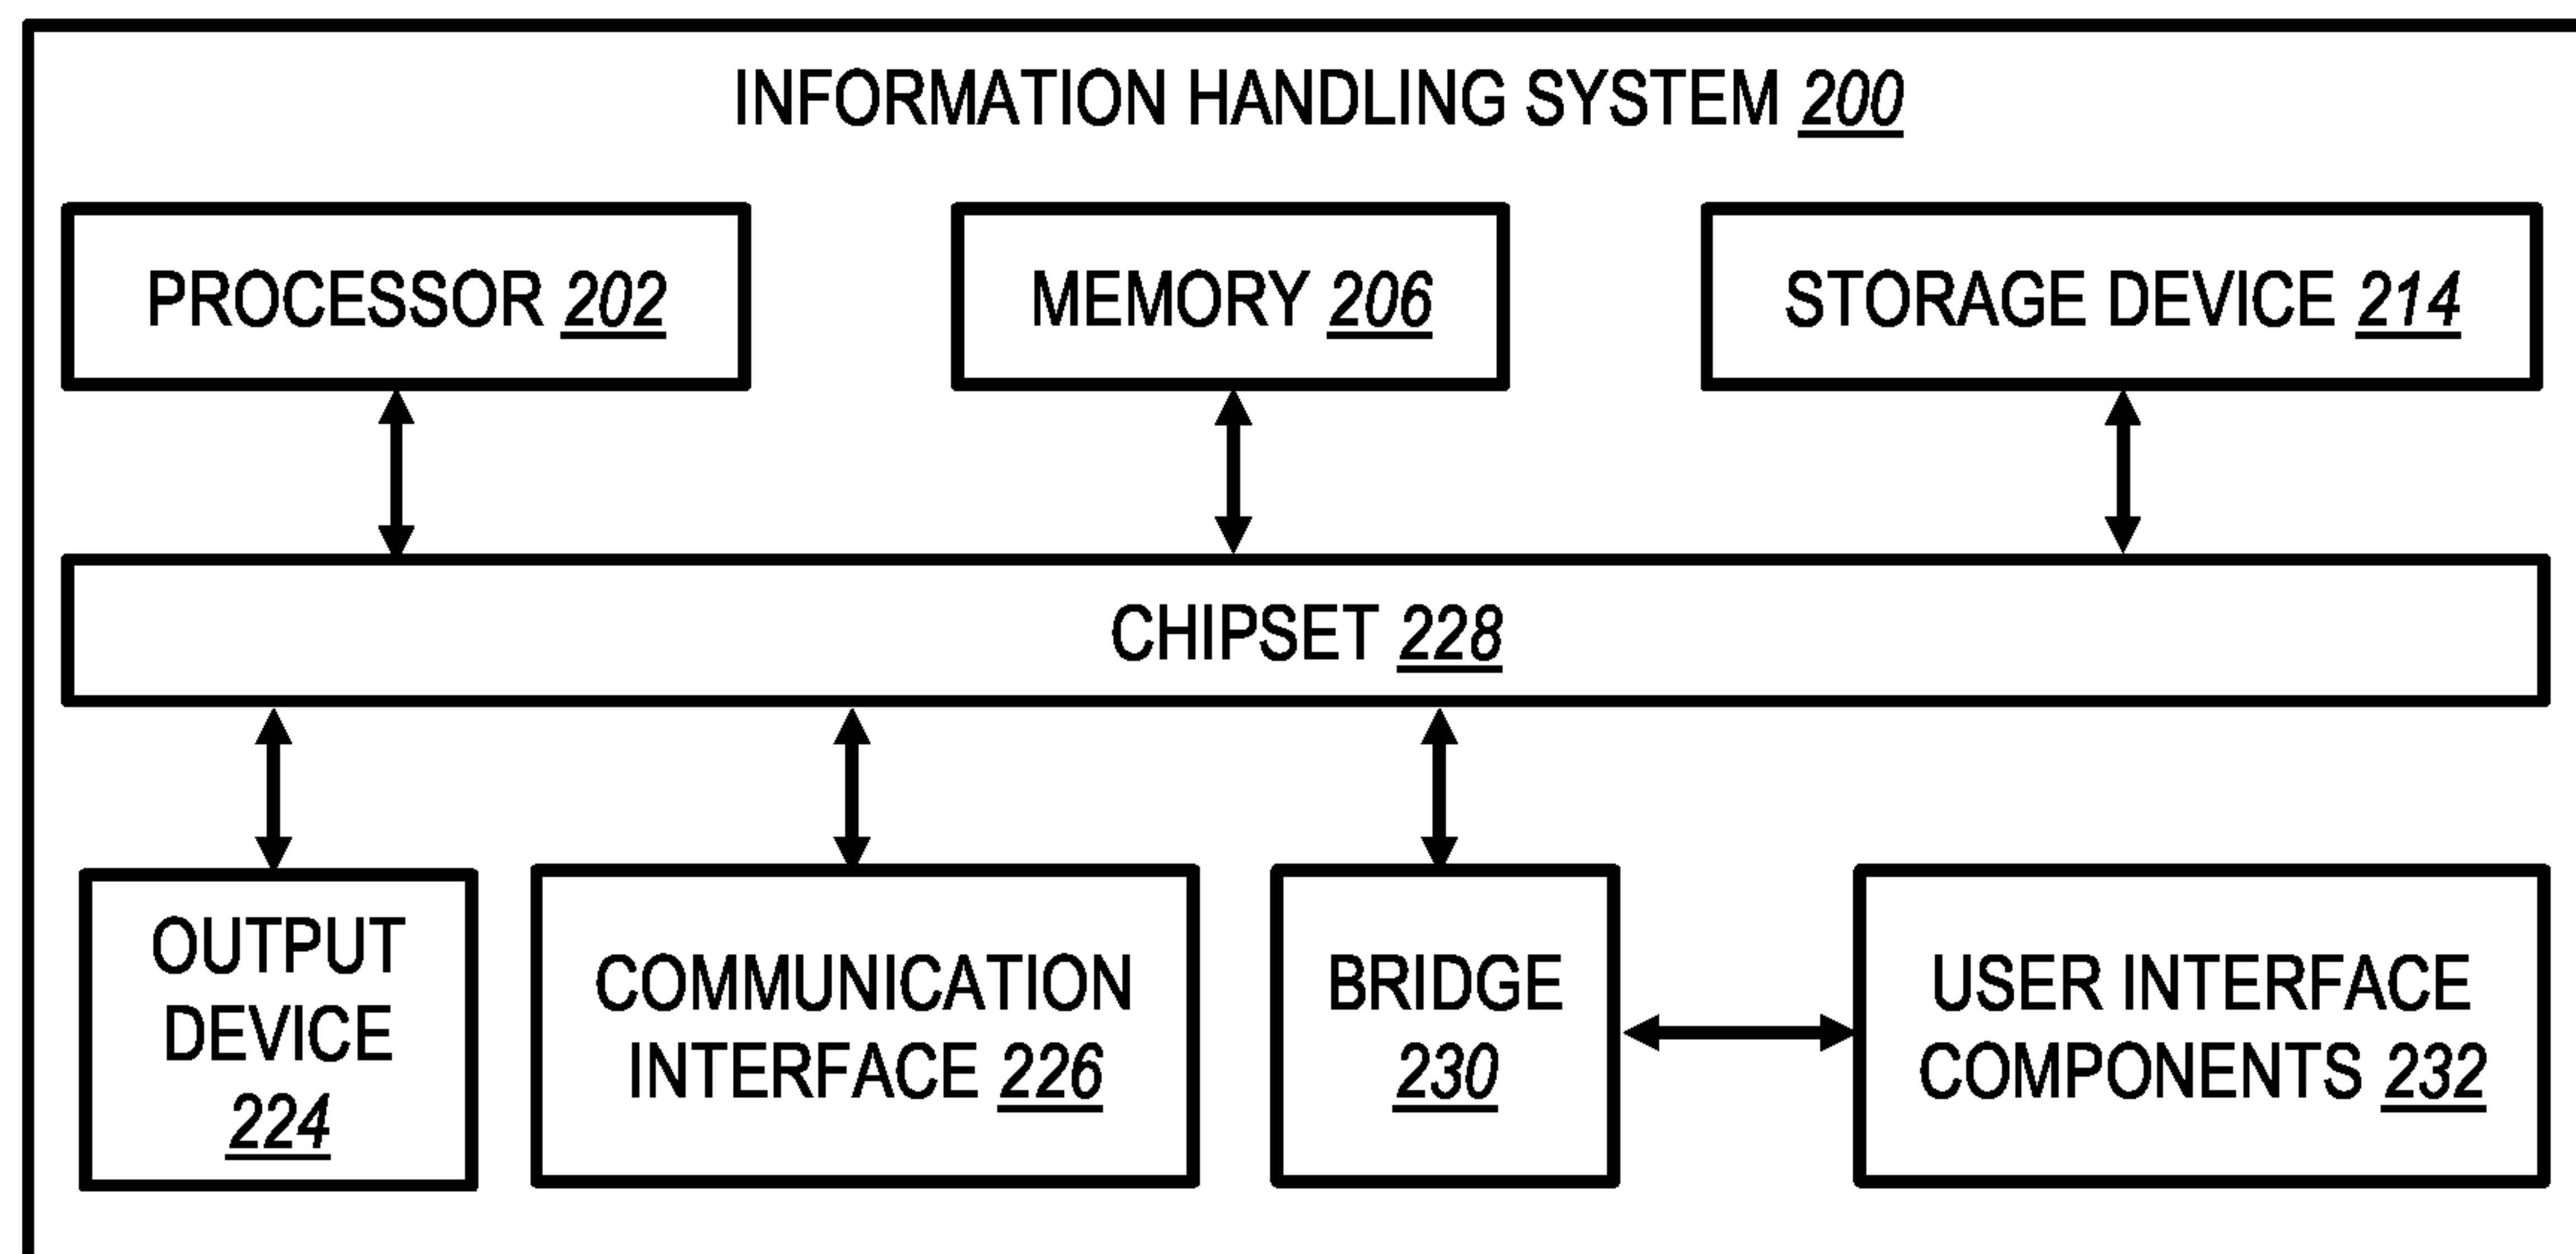 INFORMATION HANDLING SYSTEM 200
PROCESSOR 202
MEMORY 206
STORAGE DEVICE 214
CHIPSET 228
OUTPUT
DEVICE
224
COMMUNICATION
INTERFACE 226
BRIDGE
230
USER INTERFACE
COMPONENTS 232